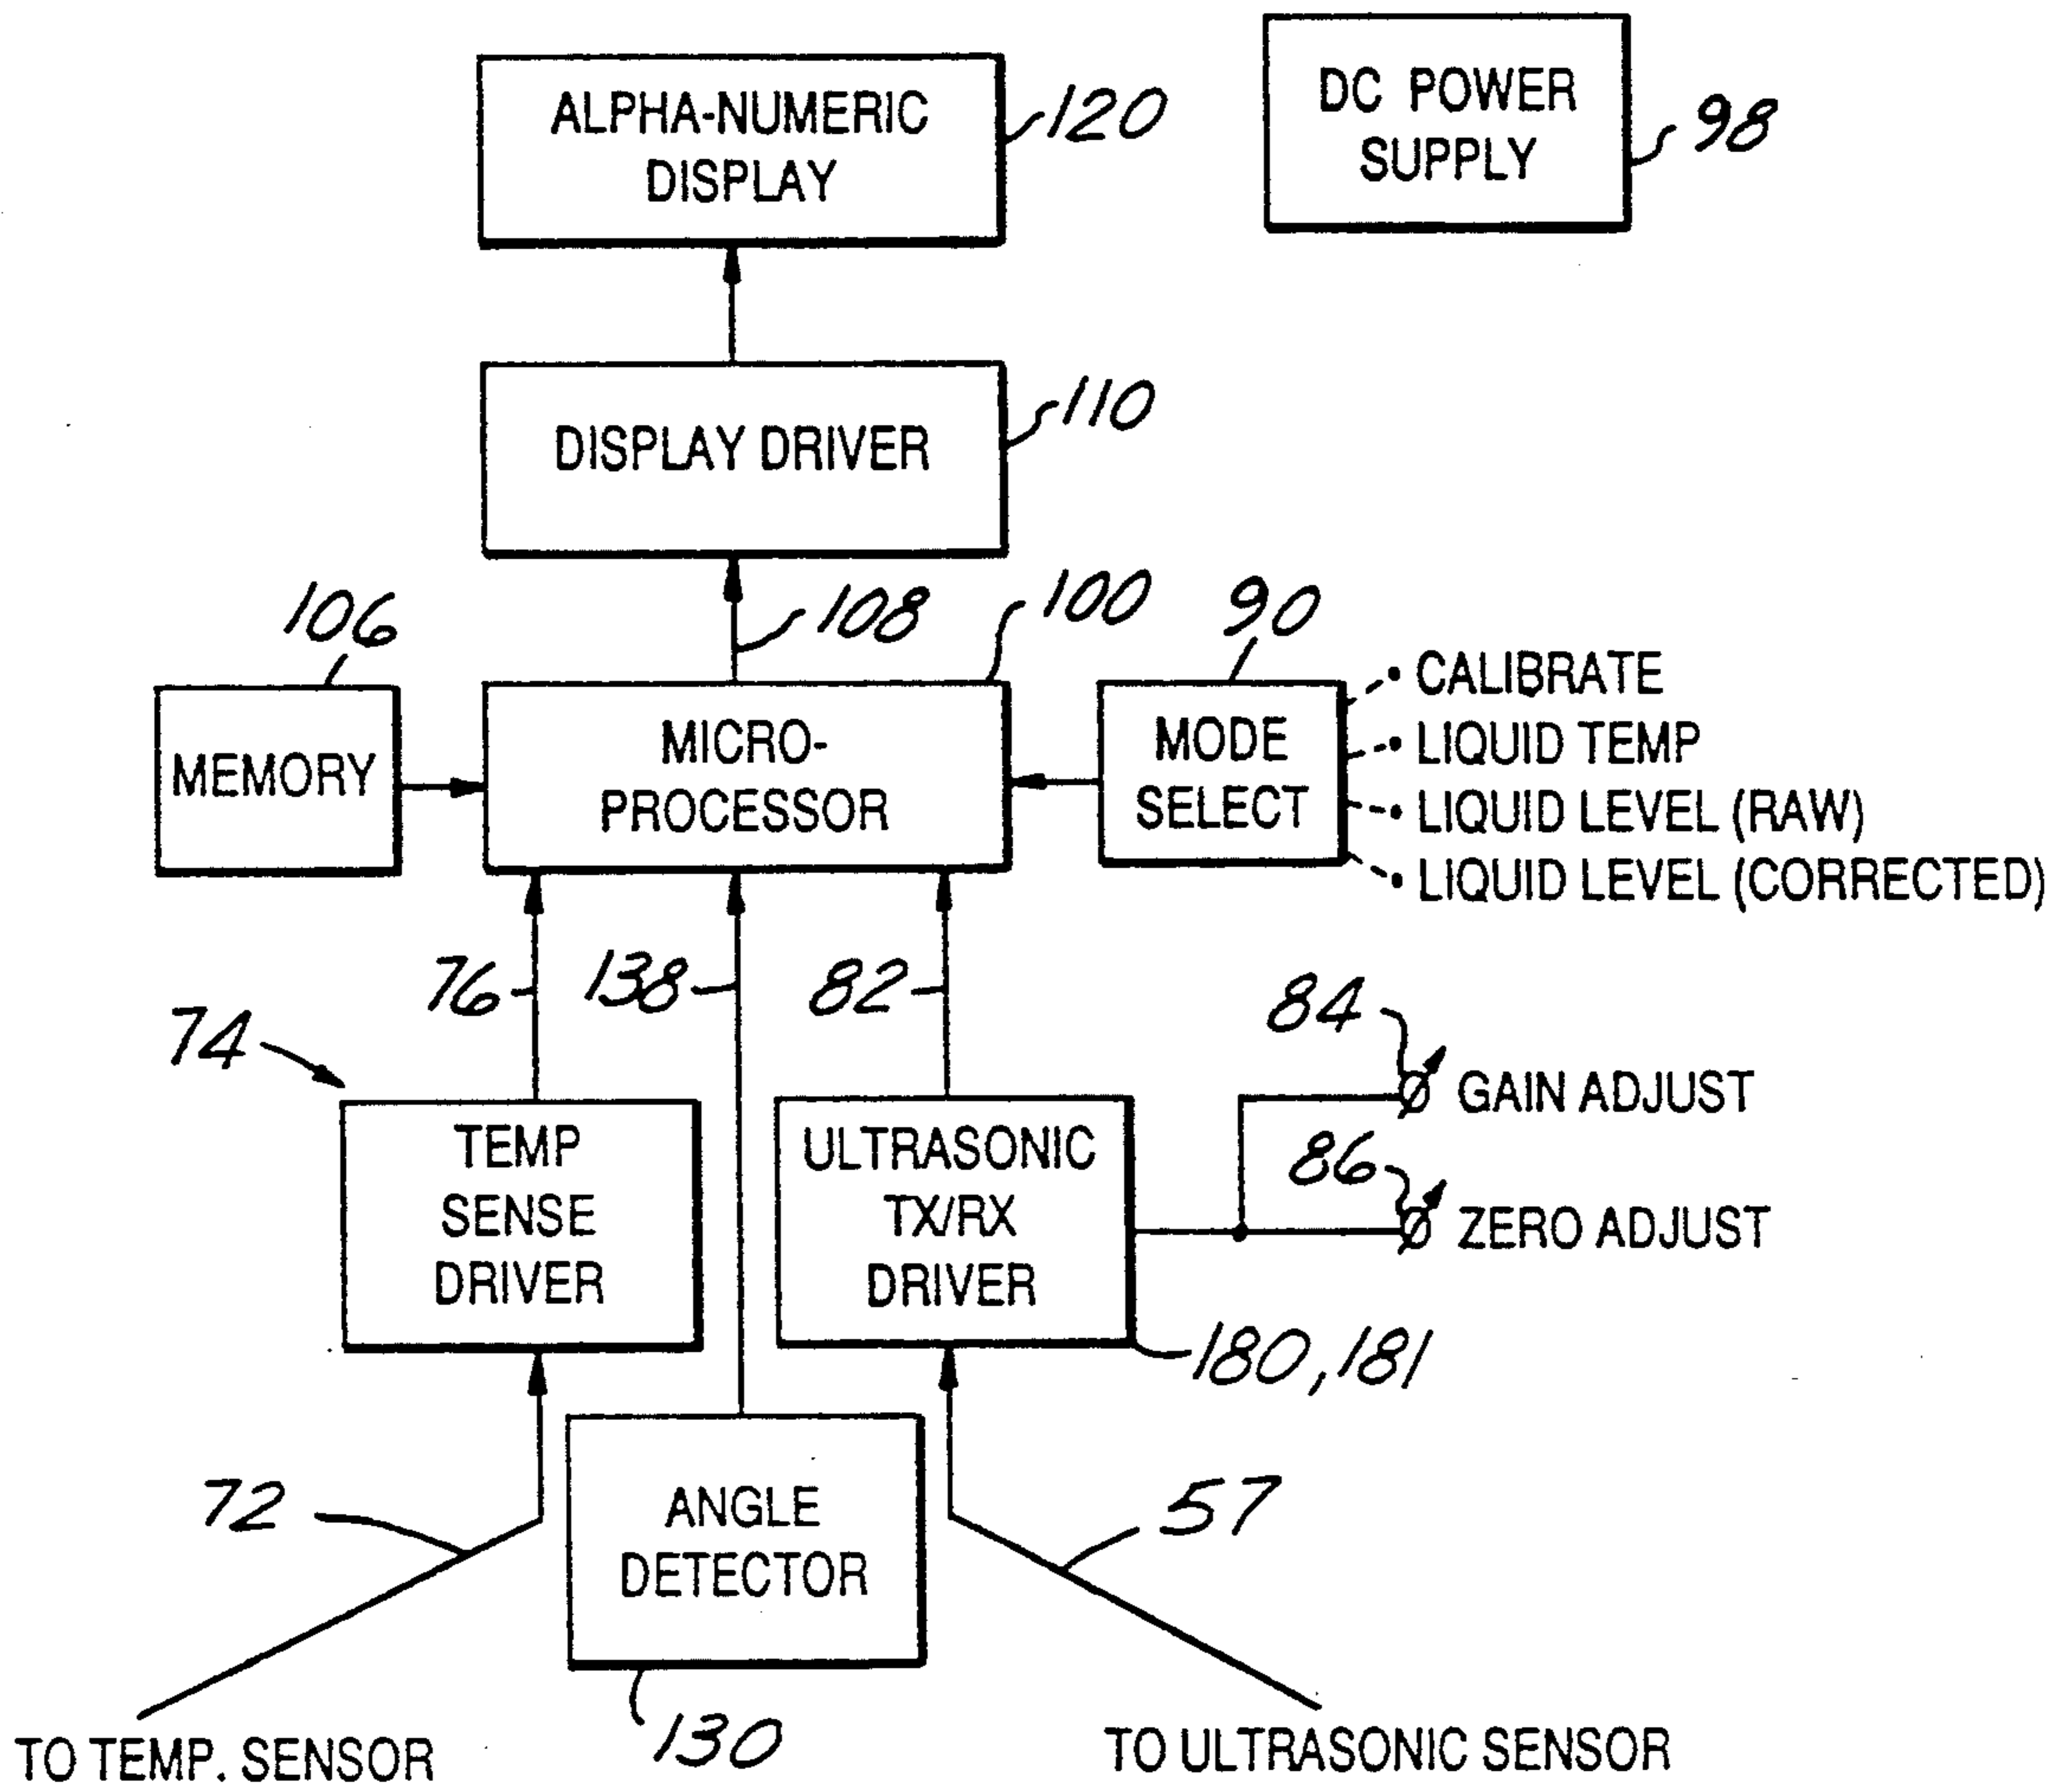 ALPHA-NUMERIC
DISPLAY
120
DC POWER
SUPPLY
98
DISPLAY DRIVER
110
106
108
100
90
MEMORY
MICRO-
PROCESSOR
MODE
SELECT
• CALIBRATE
• LIQUID TEMP
• LIQUID LEVEL (RAW)
• LIQUID LEVEL (CORRECTED)
76
138
82
74
84
GAIN ADJUST
86
ZERO ADJUST
TEMP
SENSE
DRIVER
ULTRASONIC
TX/RX
DRIVER
180, 181
72
ANGLE
DETECTOR
57
130
TO TEMP. SENSOR
TO ULTRASONIC SENSOR